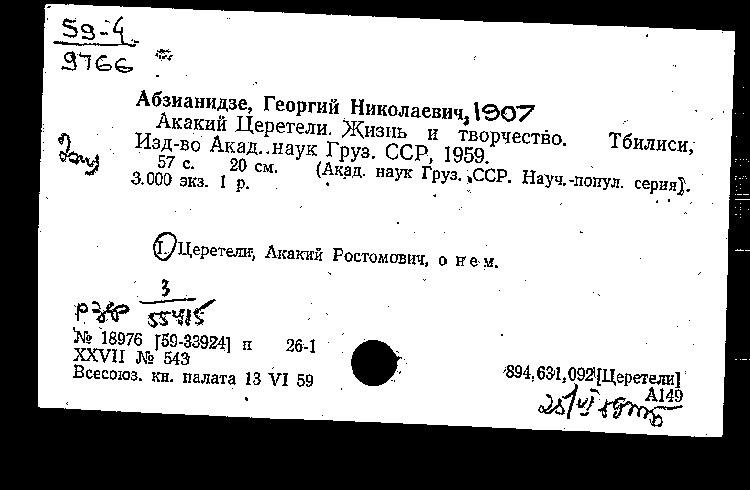 59-4
9766
Абзианидзе, Георгий Николаевич, 1907
Акакий Церетели. Жизнь и творчество. Тбилиси,
Изд-во Акад. наук Груз. ССР, 1959.
57 с. 20 см. (Акад. наук Груз. ССР. Науч.-попул. серия).
3.000 экз. 1 р.
I. Церетели, Акакий Ростомович, о нем.
3
55415
№ 18976 [59-33924] п 26-1
XXVII № 543
Всесоюз. кн. палата 13 VI 59
894,631,092[Церетели]
А149
25/VI 59